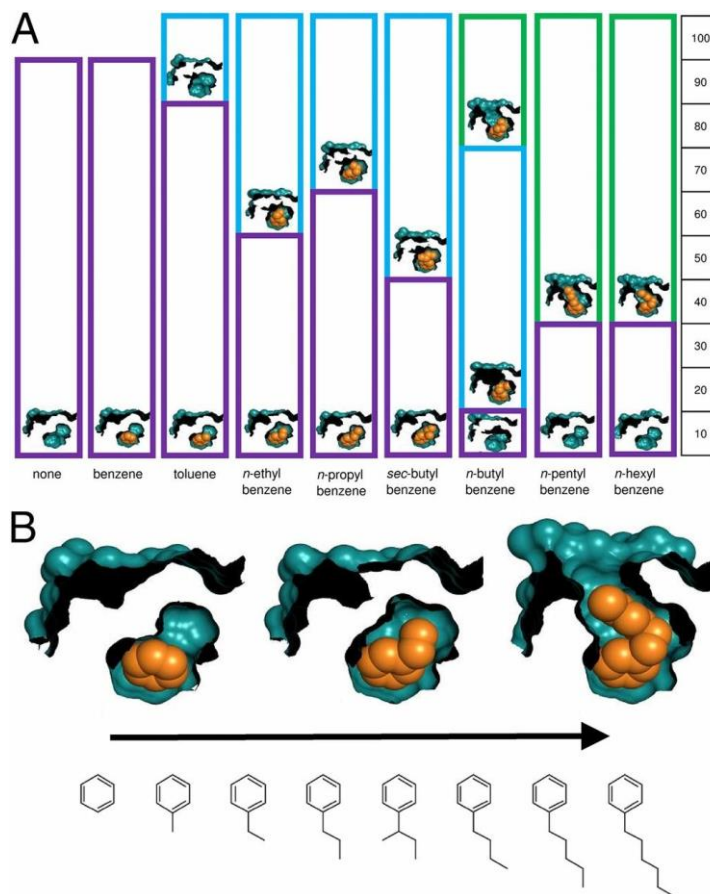 A
100
90
80
70
60
50
40
30
20
10
none
benzene
toluene
n-ethyl
benzene
n-propyl
benzene
sec-butyl
benzene
n-butyl
benzene
n-pentyl
benzene
n-hexyl
benzene
B